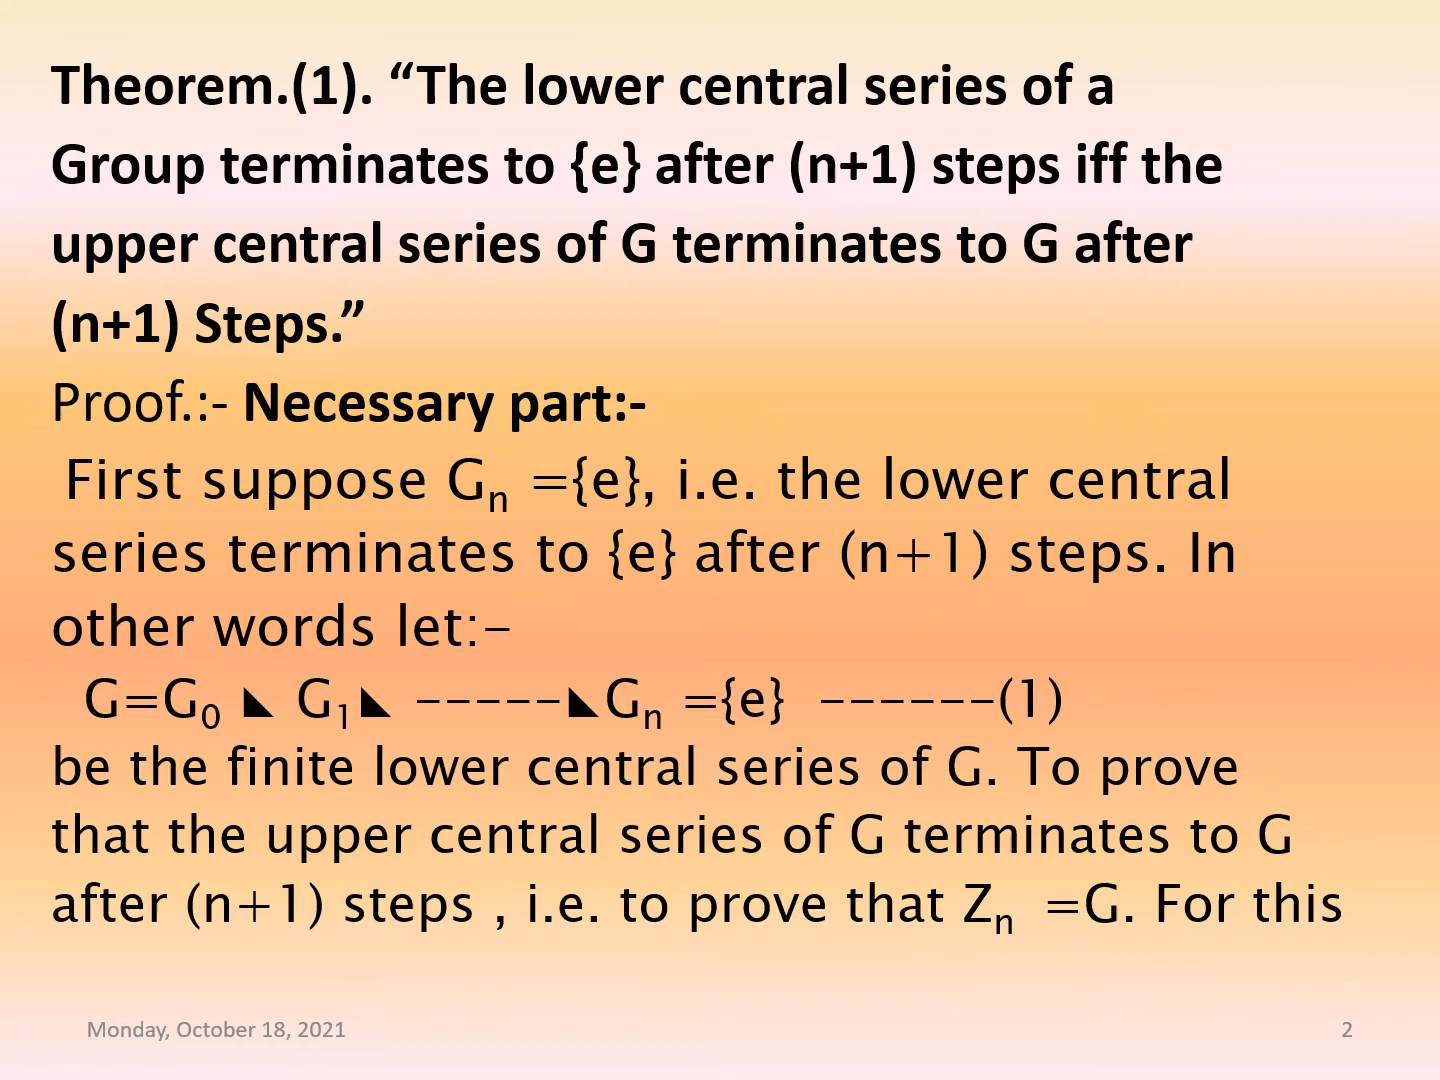 Theorem.(1). “The lower central series of a
Group terminates to {e} after (n+1) steps iff the
upper central series of G terminates to G after
(n+1) Steps.”
Proof.:- Necessary part:-
First suppose Gₙ ={e}, i.e. the lower central
series terminates to {e} after (n+1) steps. In
other words let:-
G=G₀ ◣ G₁◣ -----◣Gₙ ={e} ------(1)
be the finite lower central series of G. To prove
that the upper central series of G terminates to G
after (n+1) steps , i.e. to prove that Zₙ =G. For this
Monday, October 18, 2021
2